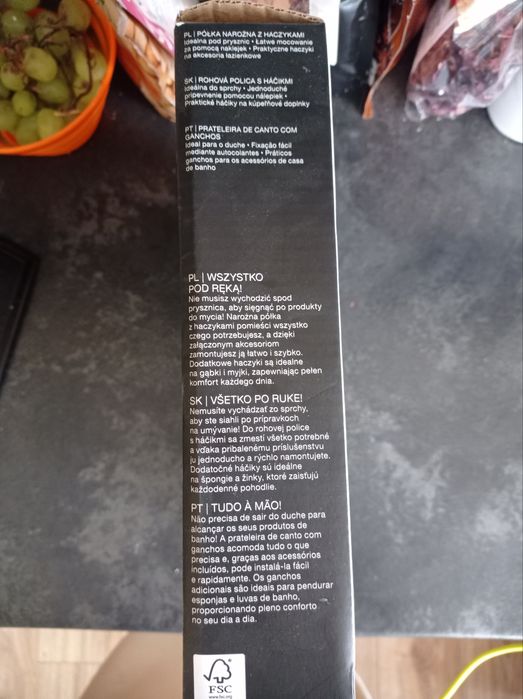 PL | PÓŁKA NAROŻNA Z HACZYKAMI
Idealna pod prysznic • Łatwe mocowanie
za pomocą naklejek • Praktyczne haczyki
na akcesoria łazienkowe
SK | ROHOVÁ POLICA S HÁČIKMI
Ideálna do sprchy • Jednoduché
pripevnenie pomocou nálepiek •
Praktické háčiky na kúpeľňové doplnky
PT | PRATELEIRA DE CANTO COM
GANCHOS
Ideal para o duche • Fixação fácil
mediante autocolantes • Práticos
ganchos para os acessórios de casa
de banho
PL | WSZYSTKO
POD RĘKĄ!
Nie musisz wychodzić spod
prysznica, aby sięgnąć po produkty
do mycia! Narożna półka
z haczykami pomieści wszystko
czego potrzebujesz, a dzięki
załączonym akcesoriom
zamontujesz ją łatwo i szybko.
Dodatkowe haczyki są idealne
na gąbki i myjki, zapewniając pełen
komfort każdego dnia.
SK | VŠETKO PO RUKE!
Nemusíte vychádzať zo sprchy,
aby ste siahli po prípravkoch
na umývanie! Do rohovej police
s háčikmi sa zmestí všetko potrebné
a vďaka pribalenému príslušenstvu
ju jednoducho a rýchlo namontujete.
Dodatočné háčiky sú ideálne
na špongie a žinky, ktoré zaisťujú
každodenné pohodlie.
PT | TUDO À MÃO!
Não precisa de sair do duche para
alcançar os seus produtos de
banho! A prateleira de canto com
ganchos acomoda tudo o que
precisa e, graças aos acessórios
incluídos, pode instalá-la fácil
e rapidamente. Os ganchos
adicionais são ideais para pendurar
esponjas e luvas de banho,
proporcionando pleno conforto
no seu dia a dia.
FSC
www.fsc.org